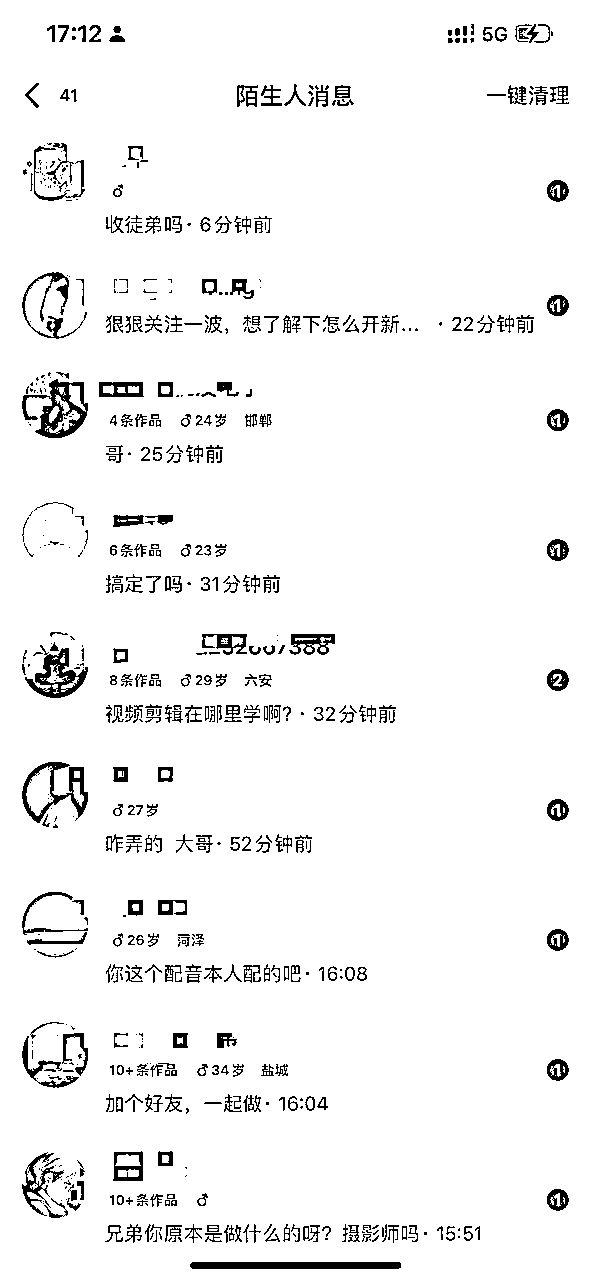 17:12 5G
41 陌生人消息 一键清理
♂
1
收徒弟吗· 6分钟前
狠狠关注一波，想了解下怎么开新... · 22分钟前
1
4条作品 ♂24岁 邯郸
1
哥· 25分钟前
6条作品 ♂23岁
1
搞定了吗· 31分钟前
8条作品 ♂29岁 六安
2
视频剪辑在哪里学啊? · 32分钟前
♂27岁
1
咋弄的 大哥· 52分钟前
♂26岁 菏泽
1
你这个配音本人配的吧· 16:08
10+条作品 ♂34岁 盐城
1
加个好友，一起做· 16:04
10+条作品 ♂
1
兄弟你原本是做什么的呀? 摄影师吗· 15:51